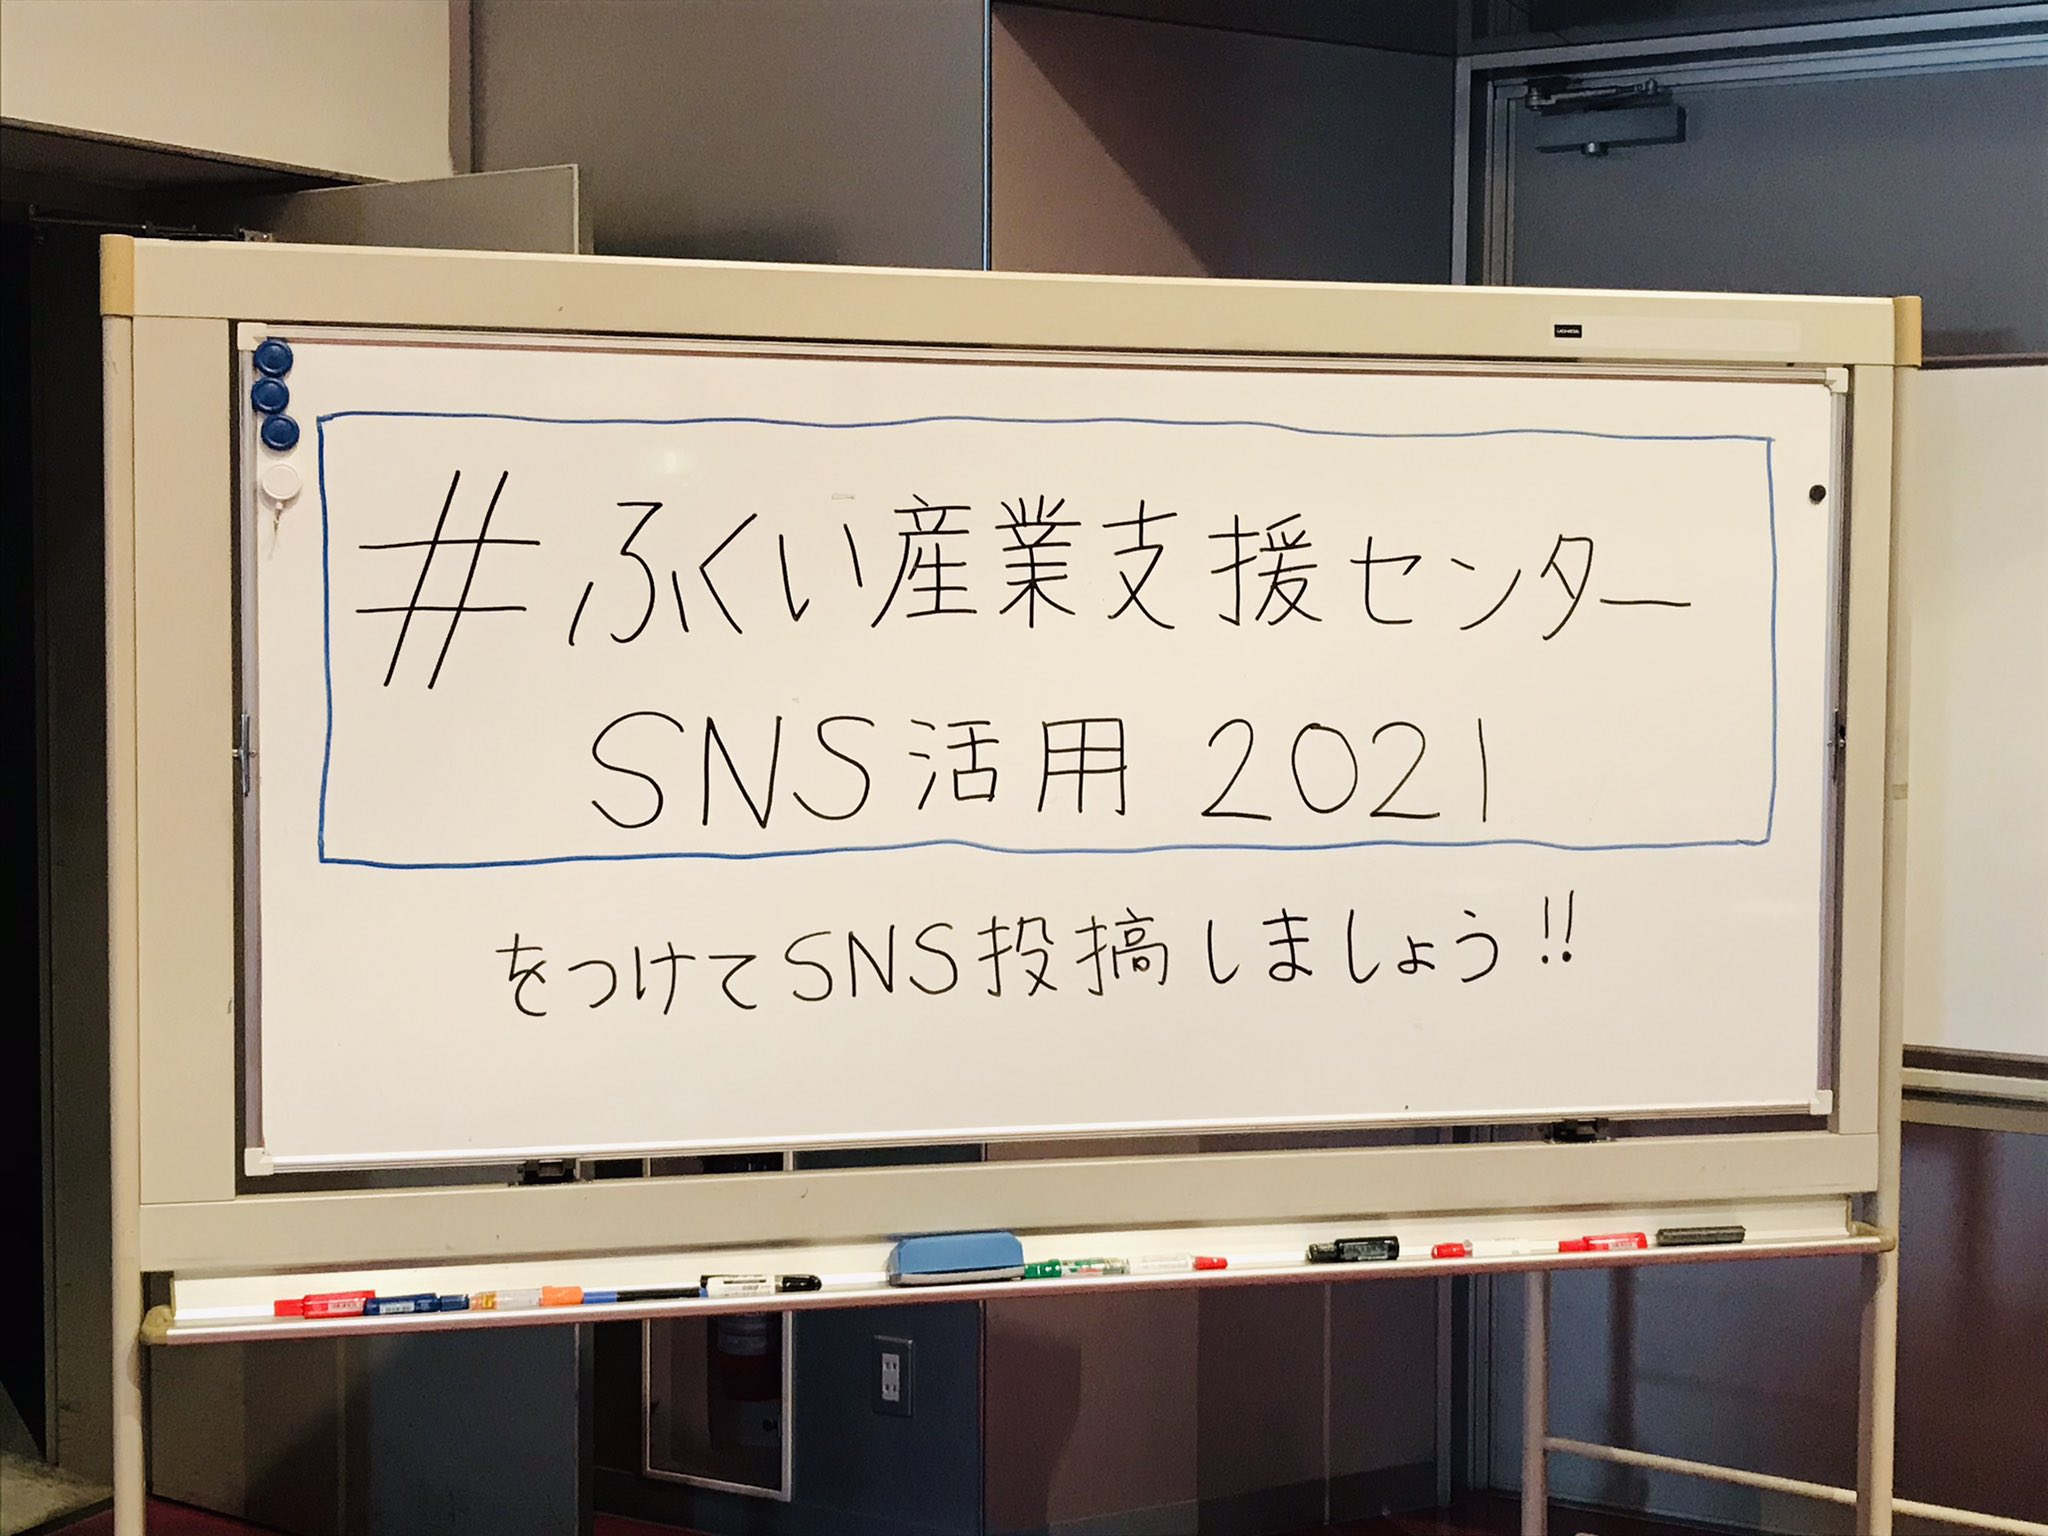 UCHIDA
#ふくい産業支援センター
SNS活用 2021
をつけてSNS投搞しましょう!!